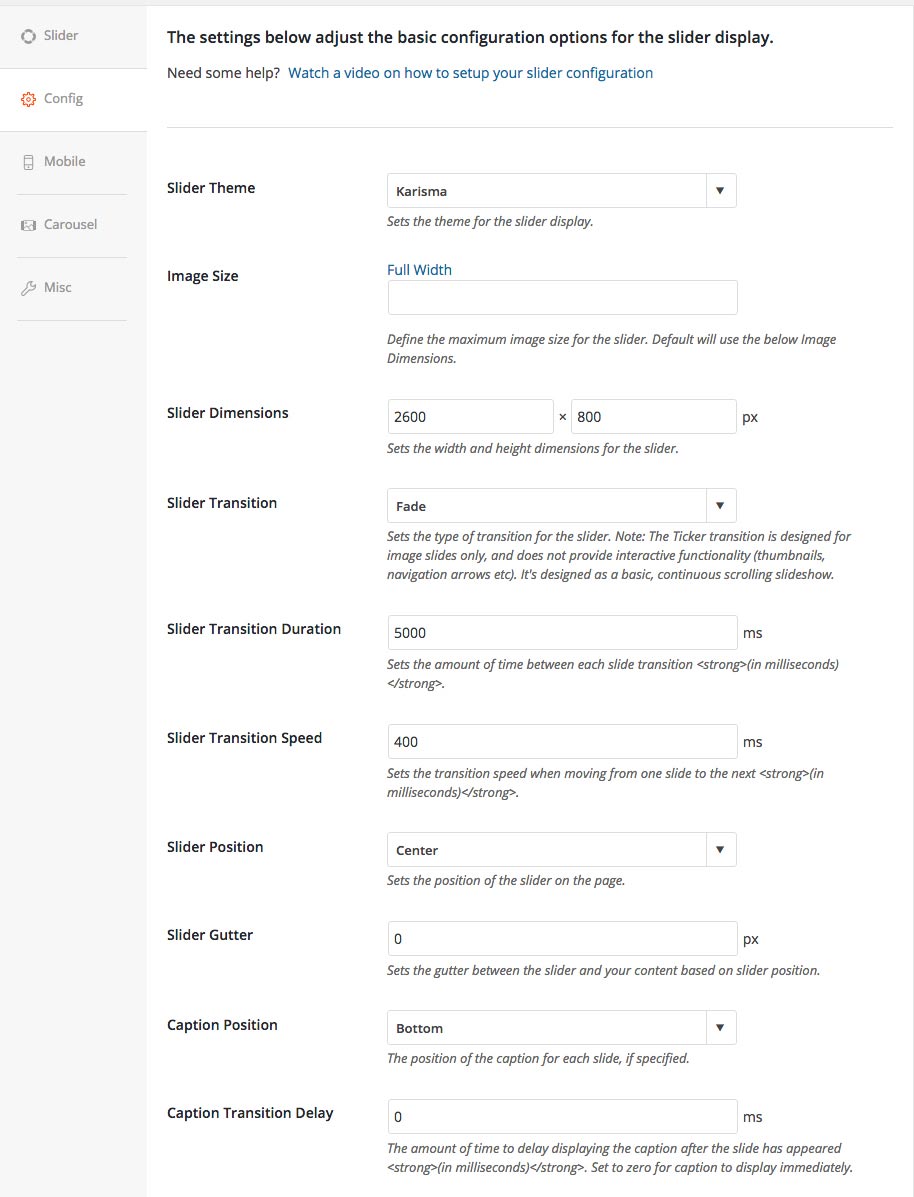 Slider
Config
Mobile
Carousel
Misc
The settings below adjust the basic configuration options for the slider display.
Need some help? Watch a video on how to setup your slider configuration
Slider Theme
Karisma
Sets the theme for the slider display.
Image Size
Full Width
Define the maximum image size for the slider. Default will use the below Image
Dimensions.
Slider Dimensions
2600 × 800 px
Sets the width and height dimensions for the slider.
Slider Transition
Fade
Sets the type of transition for the slider. Note: The Ticker transition is designed for
image slides only, and does not provide interactive functionality (thumbnails,
navigation arrows etc). It's designed as a basic, continuous scrolling slideshow.
Slider Transition Duration
5000 ms
Sets the amount of time between each slide transition <strong>(in milliseconds)
</strong>.
Slider Transition Speed
400 ms
Sets the transition speed when moving from one slide to the next <strong>(in
milliseconds)</strong>.
Slider Position
Center
Sets the position of the slider on the page.
Slider Gutter
0 px
Sets the gutter between the slider and your content based on slider position.
Caption Position
Bottom
The position of the caption for each slide, if specified.
Caption Transition Delay
0 ms
The amount of time to delay displaying the caption after the slide has appeared
<strong>(in milliseconds)</strong>. Set to zero for caption to display immediately.